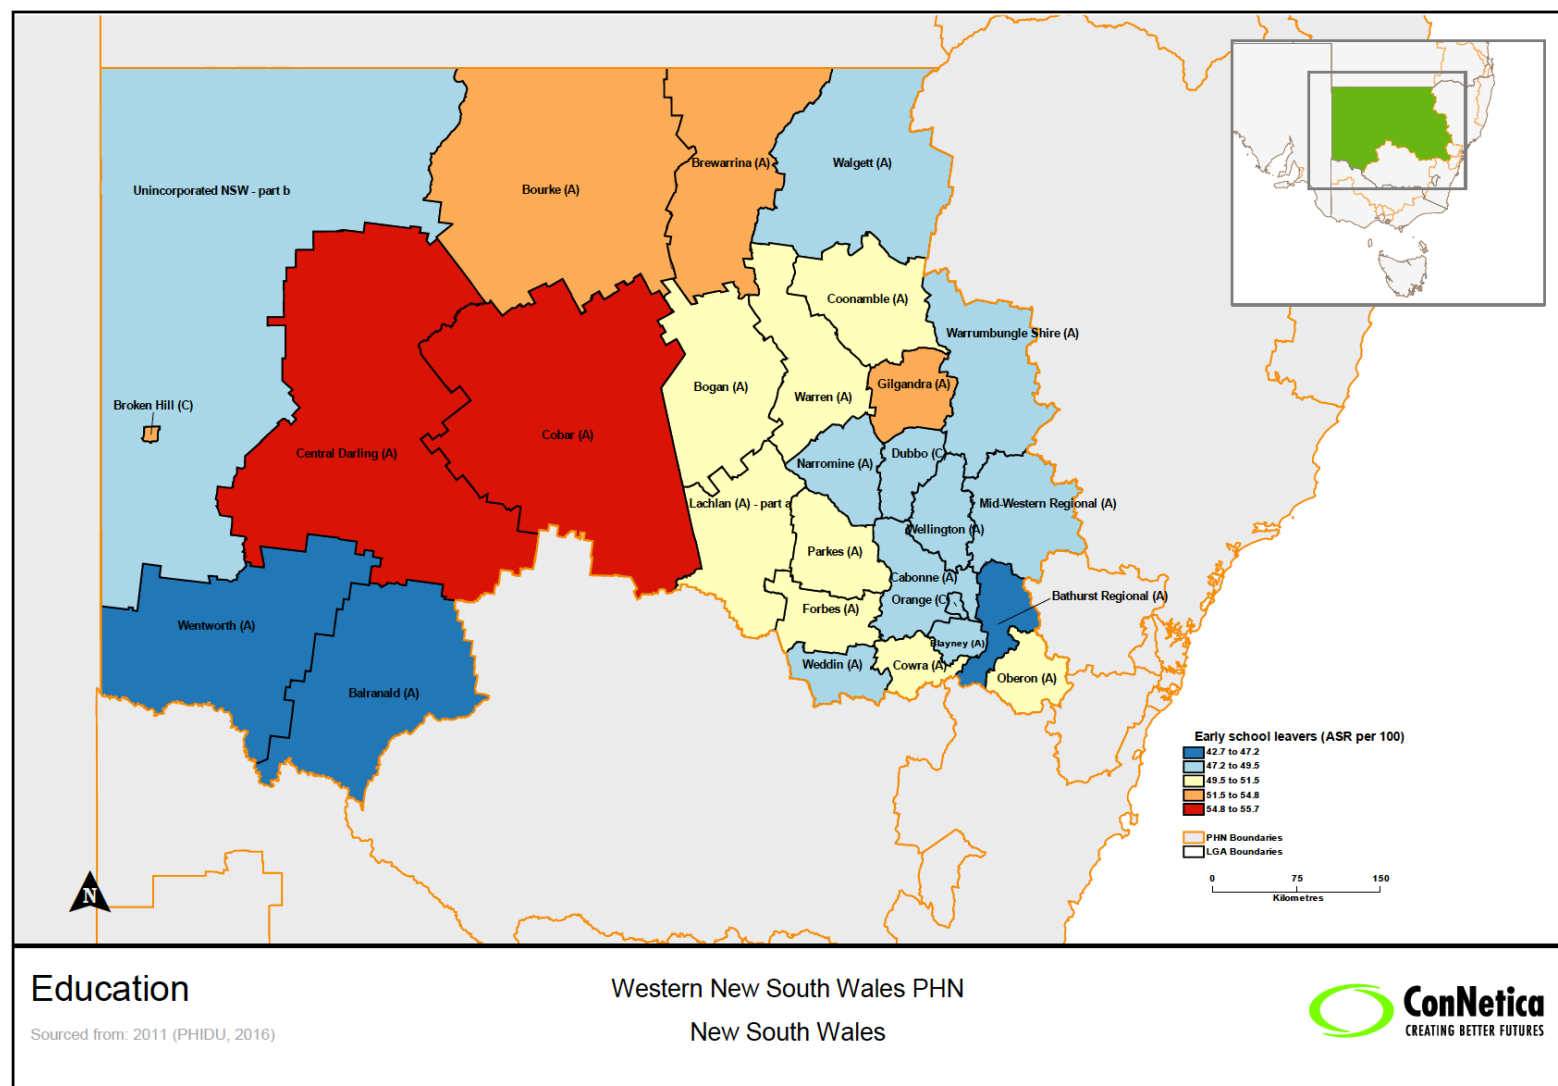 Unincorporated NSW - part b
Bourke (A)
Brewarrina (A)
Walgett (A)
Coonamble (A)
Warrumbungle Shire (A)
Broken Hill (C)
Central Darling (A)
Cobar (A)
Bogan (A)
Warren (A)
Gilgandra (A)
Narromine (A)
Dubbo (C)
Lachlan (A) - part a
Mid-Western Regional (A)
Wellington (A)
Parkes (A)
Cabonne (A)
Orange (C)
Bathurst Regional (A)
Forbes (A)
Wentworth (A)
Blayney (A)
Weddin (A)
Cowra (A)
Oberon (A)
Balranald (A)
Early school leavers (ASR per 100)
42.7 to 47.2
47.2 to 49.5
49.5 to 51.5
51.5 to 54.8
54.8 to 55.7
PHN Boundaries
LGA Boundaries
0 75 150
Kilometres
N
Education
Sourced from: 2011 (PHIDU, 2016)
Western New South Wales PHN
New South Wales
ConNetica
CREATING BETTER FUTURES